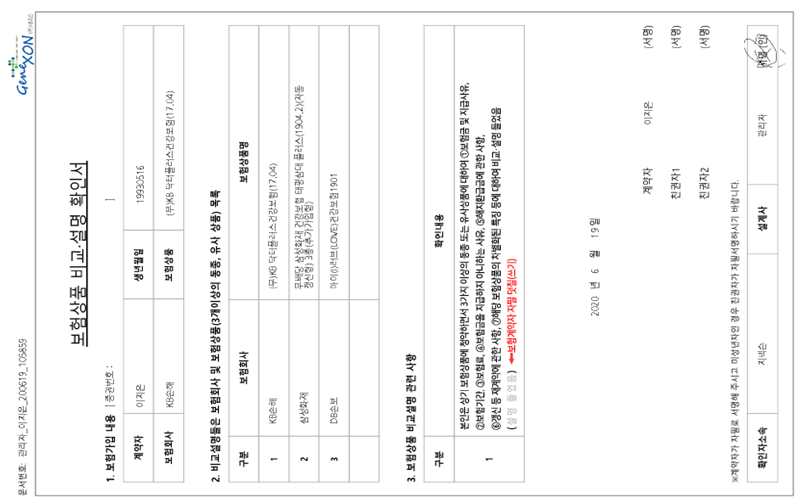 문서번호: 관리자_이지은_200619_105859
GeneXON (주)제넥슨
보험상품 비교·설명 확인서
1. 보험가입 내용 [ 증권번호 : ]
계약자 이지은 생년월일 19930516
보험회사 KB손해 보험상품 (무)KB 닥터플러스건강보험(17.04)
2. 비교설명들은 보험회사 및 보험상품(3개이상의 동종, 유사 상품) 목록
구분 보험회사 보험상품명
1 KB손해 (무)KB 닥터플러스건강보험(17.04)
2 삼성화재 무배당 삼성화재 건강보험 태평삼대 플러스(1904.2)(자동
갱신형) 3종(추가가입형)
3 DB손보 아이(I)러브(LOVE)건강보험1901
3. 보험상품 비교설명 관련 사항
구분 확인내용
1 본인은 상기 보험상품에 청약하면서 3가지 이상의 동종 또는 유사상품에 대하여 ①보험금 및 지급사유,
②보험기간, ③보험료, ④보험금을 지급하지 아니하는 사유, ⑤해지환급금에 관한 사항,
⑥갱신 등 재계약에 관한 사항, ⑦해당 보험상품의 차별화된 특징 등에 대하여 비교·설명 들었음
( 설명 들었음 ) ⇐보험계약자 자필 덧칠(쓰기)
2020 년 6 월 19일
계약자 이지은 (서명)
친권자1 (서명)
친권자2 (서명)
※계약자가 자필로 서명해 주시고 미성년자인 경우 친권자가 자필서명하시기 바랍니다.
확인자소속 지넥슨 설계사 관리자 (인)